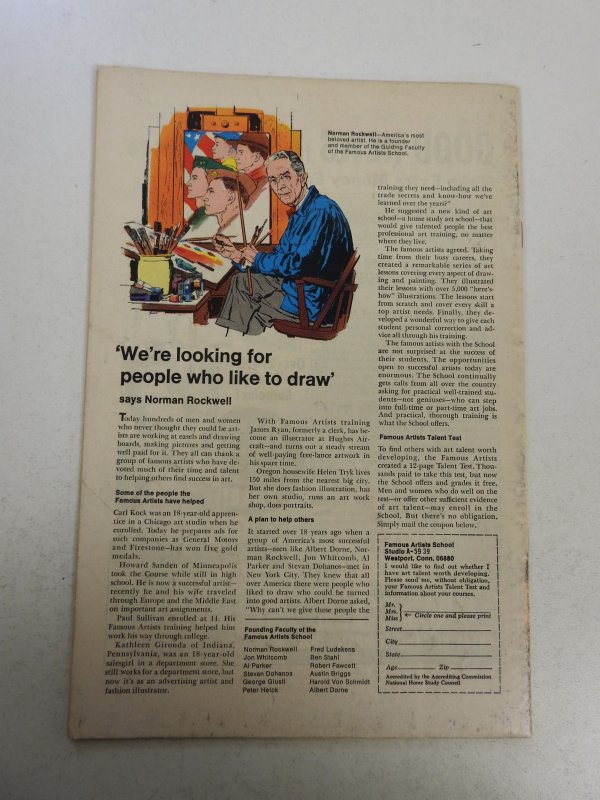 Norman Rockwell—America's most
beloved artist. He is a founder
and member of the Guiding Faculty
of the Famous Artists School.
'We're looking for
people who like to draw'
says Norman Rockwell
Today hundreds of men and women
who never thought they could be art-
ists are working at easels and drawing
boards, making pictures and getting
well paid for it. They all can thank a
group of famous artists who have de-
voted much of their time and talent
to helping others find success in art.
Some of the people the
Famous Artists have helped
Carl Kock was an 18-year-old appren-
tice in a Chicago art studio when he
enrolled. Today he prepares ads for
such companies as General Motors
and Firestone—has won five gold
medals.
Howard Sanden of Minneapolis
took the Course while still in high
school. He is now a successful artist—
recently he and his wife traveled
through Europe and the Middle East
on important art assignments.
Paul Sullivan enrolled at 11. His
Famous Artists training helped him
work his way through college.
Kathleen Gironda of Indiana,
Pennsylvania, was an 18-year-old
salesgirl in a department store. She
still works for a department store, but
now it's as an advertising artist and
fashion illustrator.
With Famous Artists training
James Ryan, formerly a clerk, has be-
come an illustrator at Hughes Air-
craft—and turns out a steady stream
of well-paying free-lance artwork in
his spare time.
Oregon housewife Helen Tryk lives
150 miles from the nearest big city.
But she does fashion illustration, has
her own studio, runs an art work
shop, does portraits.
A plan to help others
It started over 18 years ago when a
group of America's most successful
artists—men like Albert Dorne, Nor-
man Rockwell, Jon Whitcomb, Al
Parker and Stevan Dohanos—met in
New York City. They knew that all
over America there were people who
liked to draw who could be turned
into good artists. Albert Dorne asked,
"Why can't we give these people the
Founding Faculty of the
Famous Artists School
Norman Rockwell
Jon Whitcomb
Al Parker
Stevan Dohanos
George Giusti
Peter Helck
Fred Ludekens
Ben Stahl
Robert Fawcett
Austin Briggs
Harold Von Schmidt
Albert Dorne
training they need—including all the
trade secrets and know-how we've
learned over the years?"
He suggested a new kind of art
school—a home study art school—that
would give talented people the best
professional art training, no matter
where they live.
The famous artists agreed. Taking
time from their busy careers, they
created a remarkable series of art
lessons covering every aspect of draw-
ing and painting. They illustrated
their lessons with over 5,000 "here's-
how" illustrations. The lessons start
from scratch and cover every skill a
top artist needs. Finally, they de-
veloped a wonderful way to give each
student personal correction and ad-
vice all through his training.
The famous artists with the School
are not surprised at the success of
their students. The opportunities
open to successful artists today are
enormous. The School continually
gets calls from all over the country
asking for practical well-trained stu-
dents—not geniuses—who can step
into full-time or part-time art jobs.
And practical, thorough training is
what the School offers.
Famous Artists Talent Test
To find others with art talent worth
developing, the Famous Artists
created a 12-page Talent Test. Thou-
sands paid to take this test, but now
the School offers and grades it free.
Men and women who do well on the
test—or offer other sufficient evidence
of art talent—may enroll in the
School. But there's no obligation.
Simply mail the coupon below.
Famous Artists School
Studio A-5939
Westport, Conn. 06880
I would like to find out whether I
have art talent worth developing.
Please send me, without obligation,
your Famous Artists Talent Test and
information about your courses.
Mr.
Mrs. ← Circle one and please print
Miss
Street
City
State
Age Zip
Accredited by the Accrediting Commission
National Home Study Council